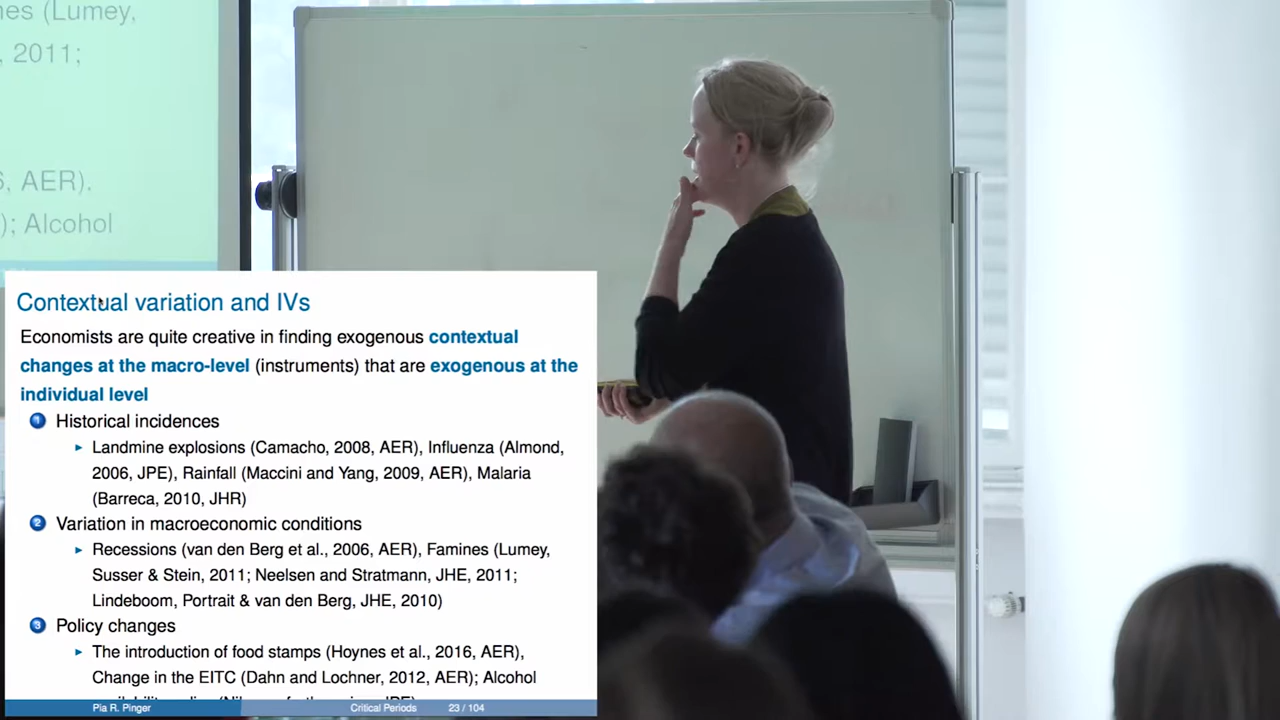 nes (Lumey,
, 2011;
6, AER).
); Alcohol
Contextual variation and IVs
Economists are quite creative in finding exogenous contextual
changes at the macro-level (instruments) that are exogenous at the
individual level
1 Historical incidences
Landmine explosions (Camacho, 2008, AER), Influenza (Almond,
2006, JPE), Rainfall (Maccini and Yang, 2009, AER), Malaria
(Barreca, 2010, JHR)
2 Variation in macroeconomic conditions
Recessions (van den Berg et al., 2006, AER), Famines (Lumey,
Susser & Stein, 2011; Neelsen and Stratmann, JHE, 2011;
Lindeboom, Portrait & van den Berg, JHE, 2010)
3 Policy changes
The introduction of food stamps (Hoynes et al., 2016, AER),
Change in the EITC (Dahn and Lochner, 2012, AER); Alcohol
Pia R. Pinger Critical Periods 23 / 104